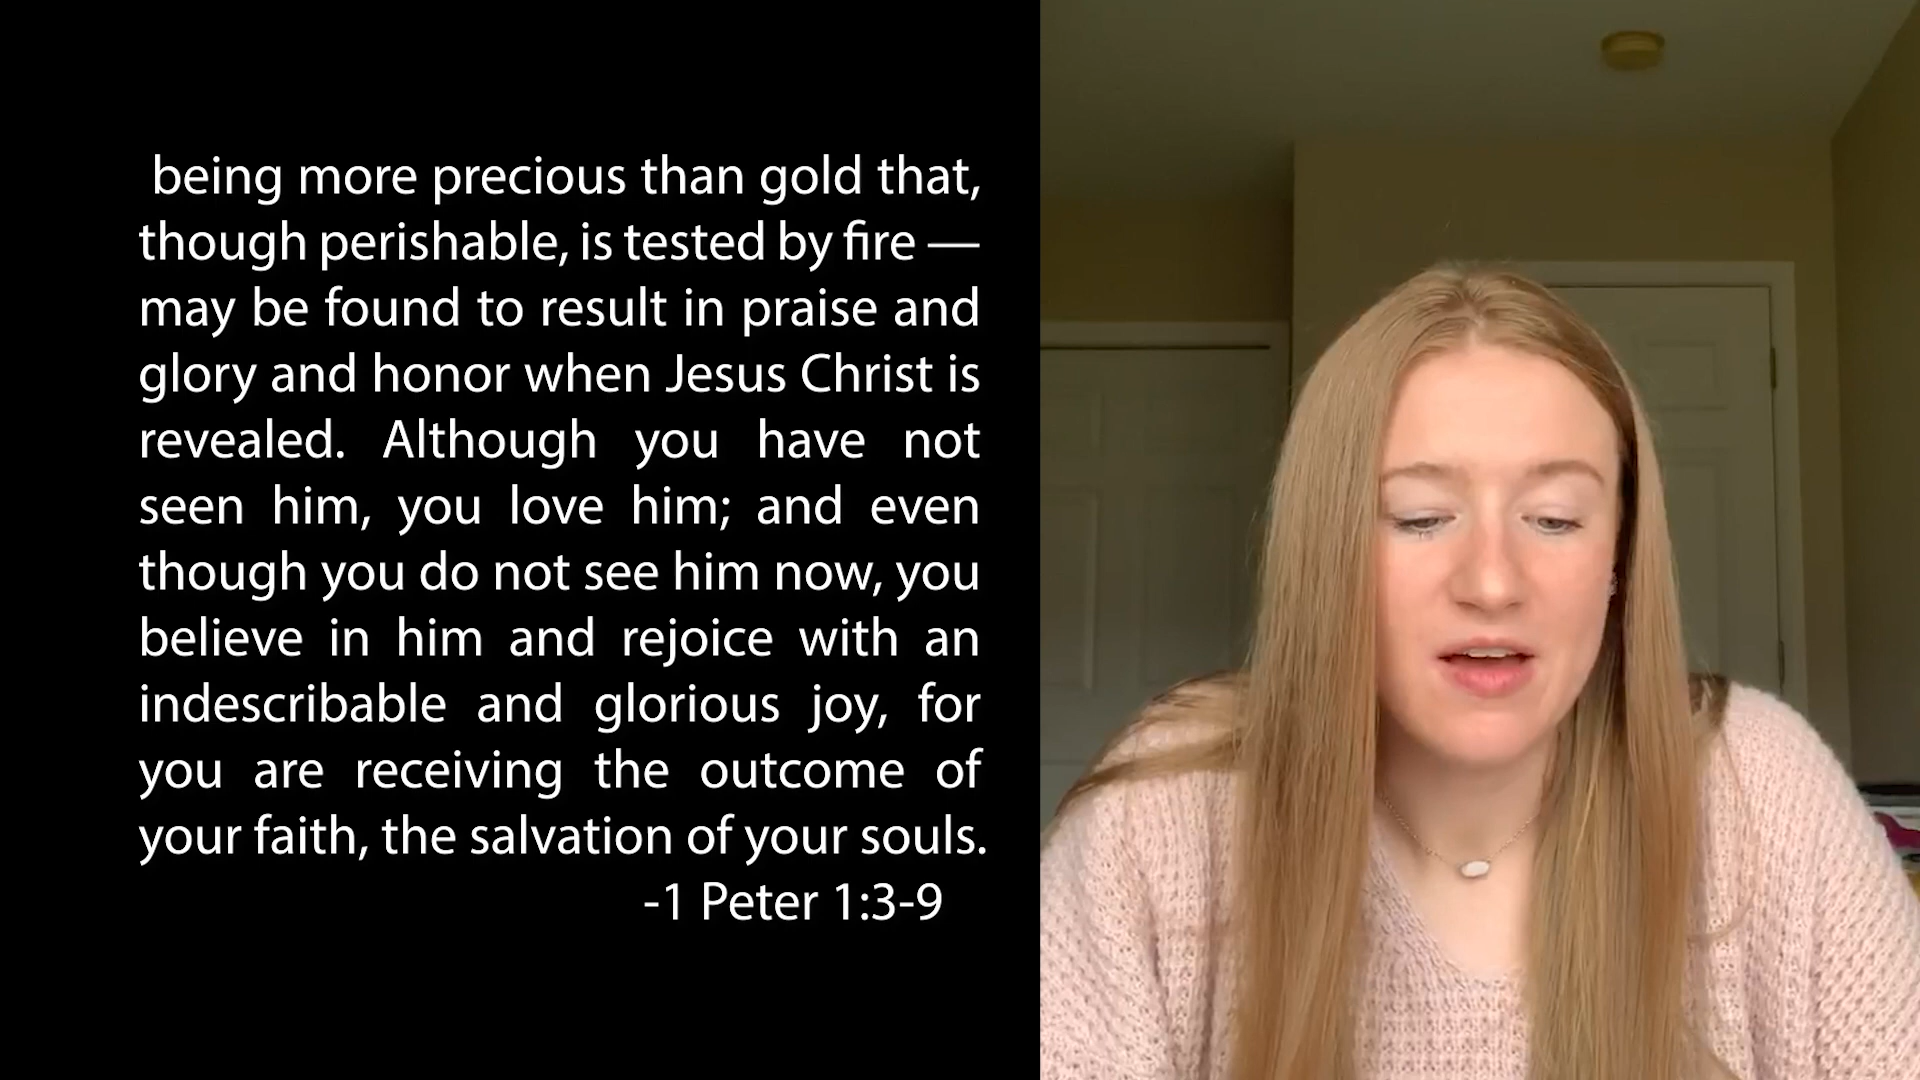 being more precious than gold that,
though perishable, is tested by fire —
may be found to result in praise and
glory and honor when Jesus Christ is
revealed. Although you have not
seen him, you love him; and even
though you do not see him now, you
believe in him and rejoice with an
indescribable and glorious joy, for
you are receiving the outcome of
your faith, the salvation of your souls.
-1 Peter 1:3-9